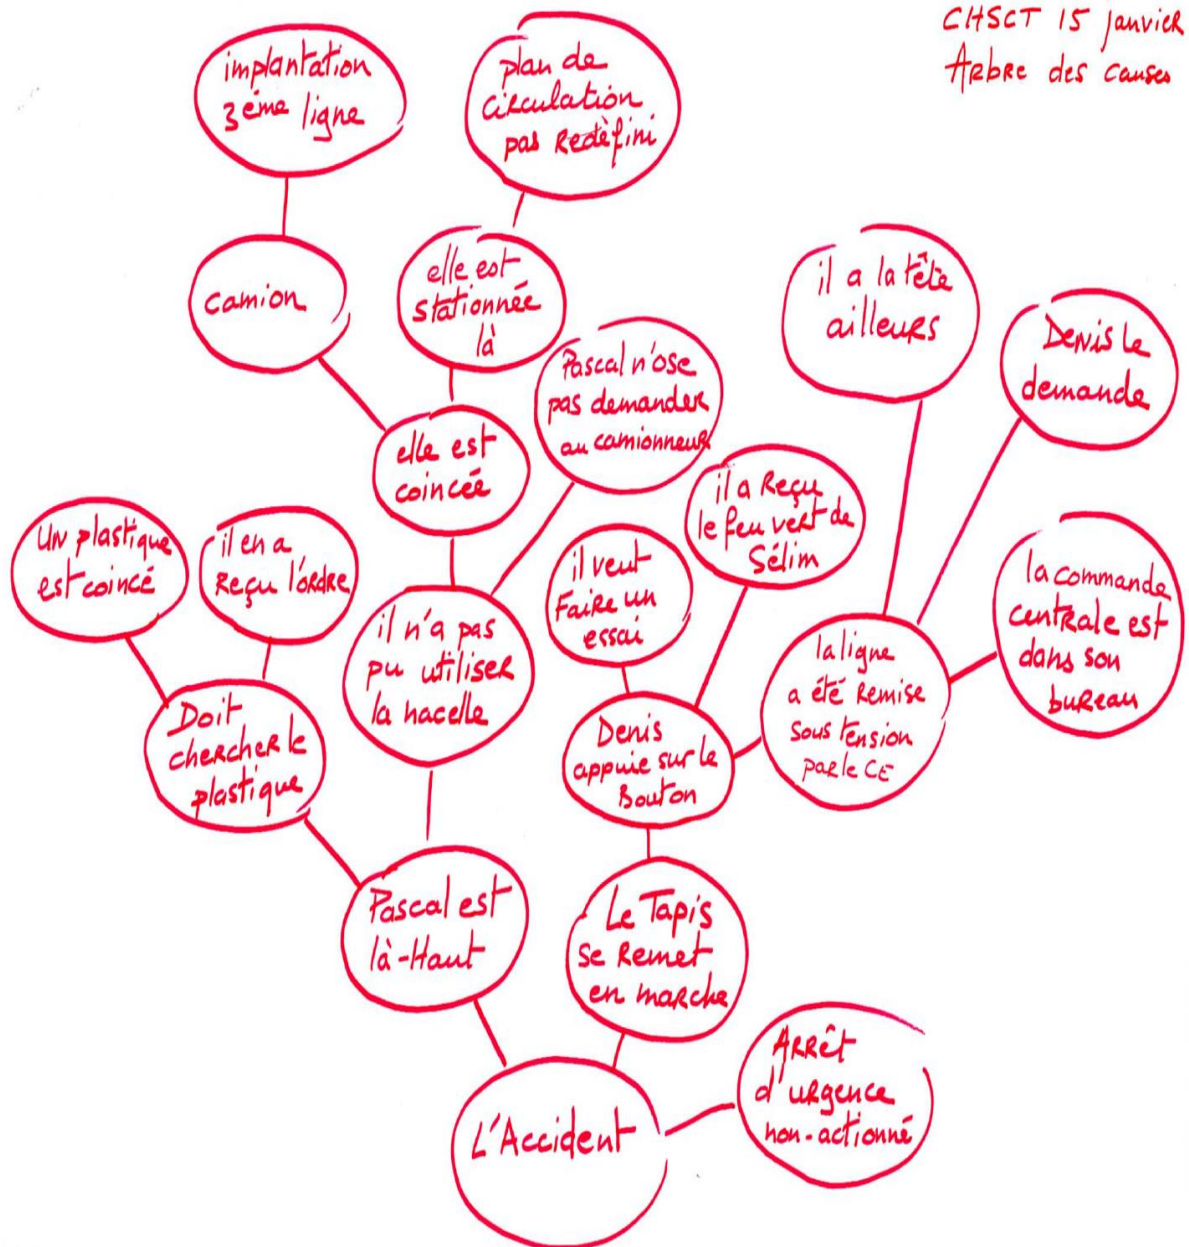 CHSCT 15 janvier
Arbre des causes
implantation
3éme ligne
plan de
circulation
pas redéfini
camion
elle est
stationnée
là
il a la tête
ailleurs
Denis le
demande
Pascal n'ose
pas demander
au camionneur
elle est
coincée
il a reçu
le feu vert de
Sélim
Un plastique
est coincé
il en a
reçu l'ordre
il veut
Faire un
essai
la commande
centrale est
dans son
bureau
il n'a pas
pu utiliser
la nacelle
la ligne
a été remise
sous tension
par le CE
Doit
chercher le
plastique
Denis
appuie sur le
Bouton
Pascal est
là-Haut
Le Tapis
se remet
en marche
Arrêt
d'urgence
non-actionné
L'Accident